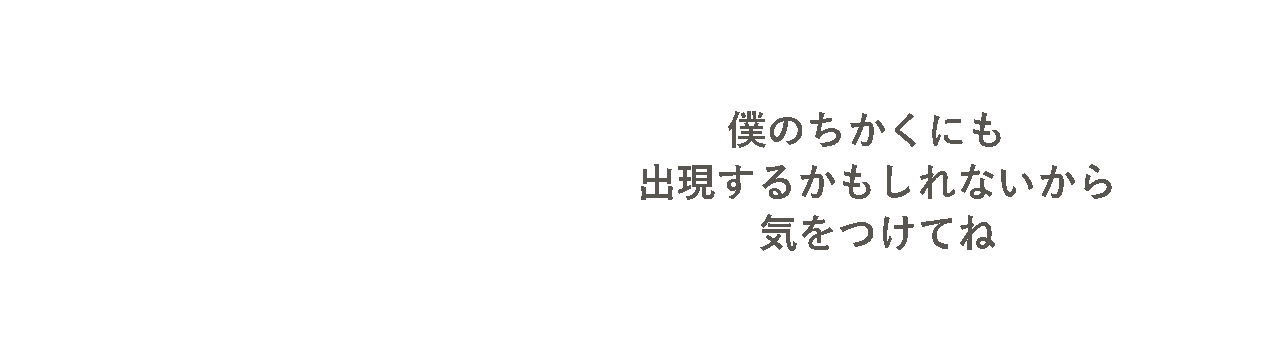 僕のちかくにも
出現するかもしれないから
気をつけてね